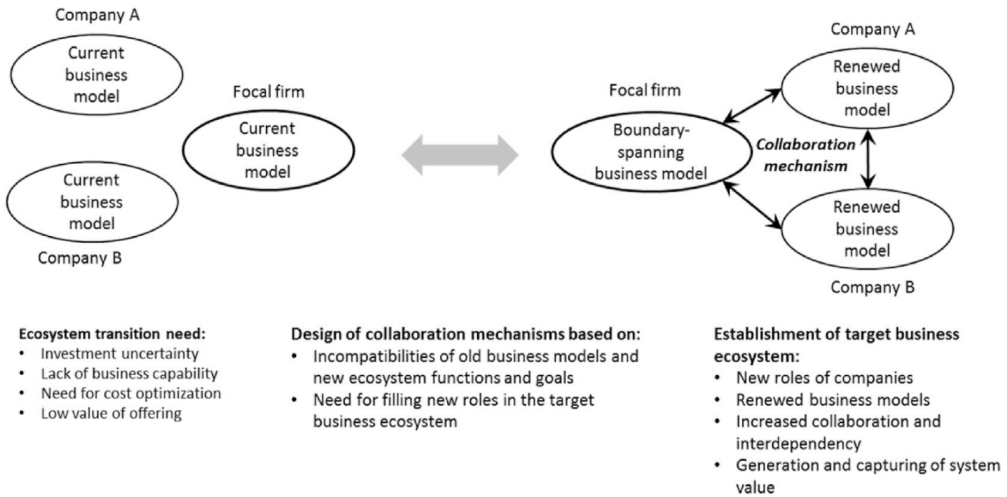 Company A
Current
business
model
Focal firm
Current
business
model
Current
business
model
Company B
Company A
Renewed
business
model
Focal firm
Boundary-
spanning
business model
Collaboration
mechanism
Renewed
business
model
Company B
Ecosystem transition need:
• Investment uncertainty
• Lack of business capability
• Need for cost optimization
• Low value of offering
Design of collaboration mechanisms based on:
• Incompatibilities of old business models and
new ecosystem functions and goals
• Need for filling new roles in the target
business ecosystem
Establishment of target business
ecosystem:
• New roles of companies
• Renewed business models
• Increased collaboration and
interdependency
• Generation and capturing of system
value